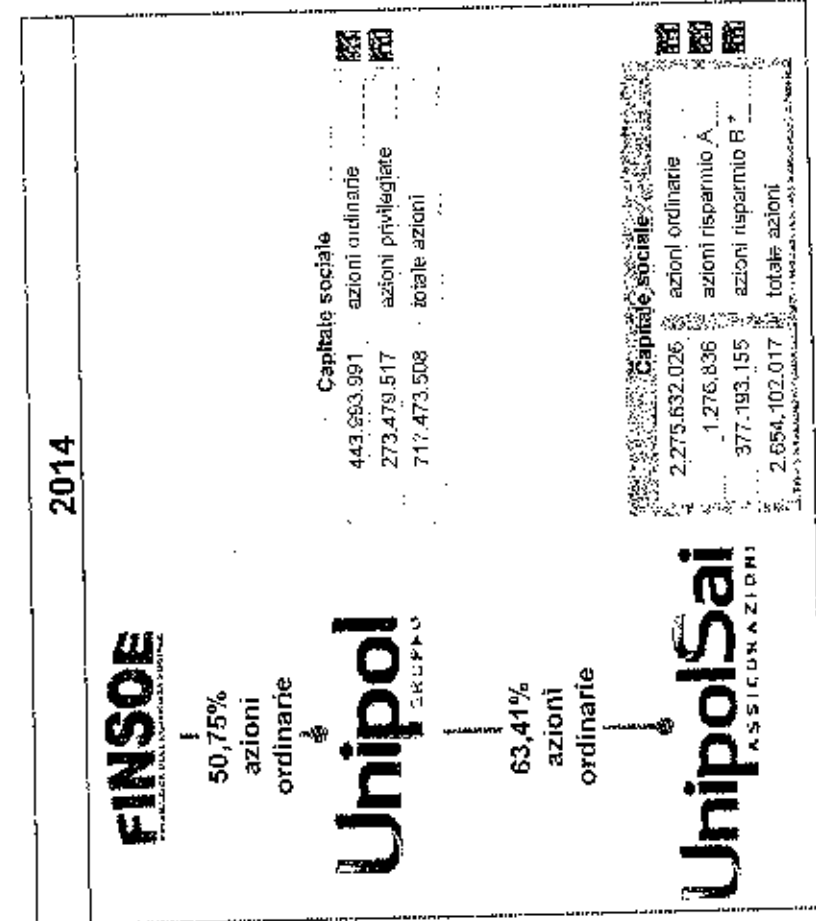 2014
FINSOE
50,75%
azioni
ordinarie
Unipol
GRUPPO
Capitale sociale
443.993.991 azioni ordinarie
273.479.517 azioni privilegiate
717.473.508 totale azioni
63,41%
azioni
ordinarie
UnipolSai
ASSICURAZIONI
Capitale sociale
2.275.632.026 azioni ordinarie
1.276.836 azioni risparmio A
377.193.155 azioni risparmio B *
2.654.102.017 totale azioni